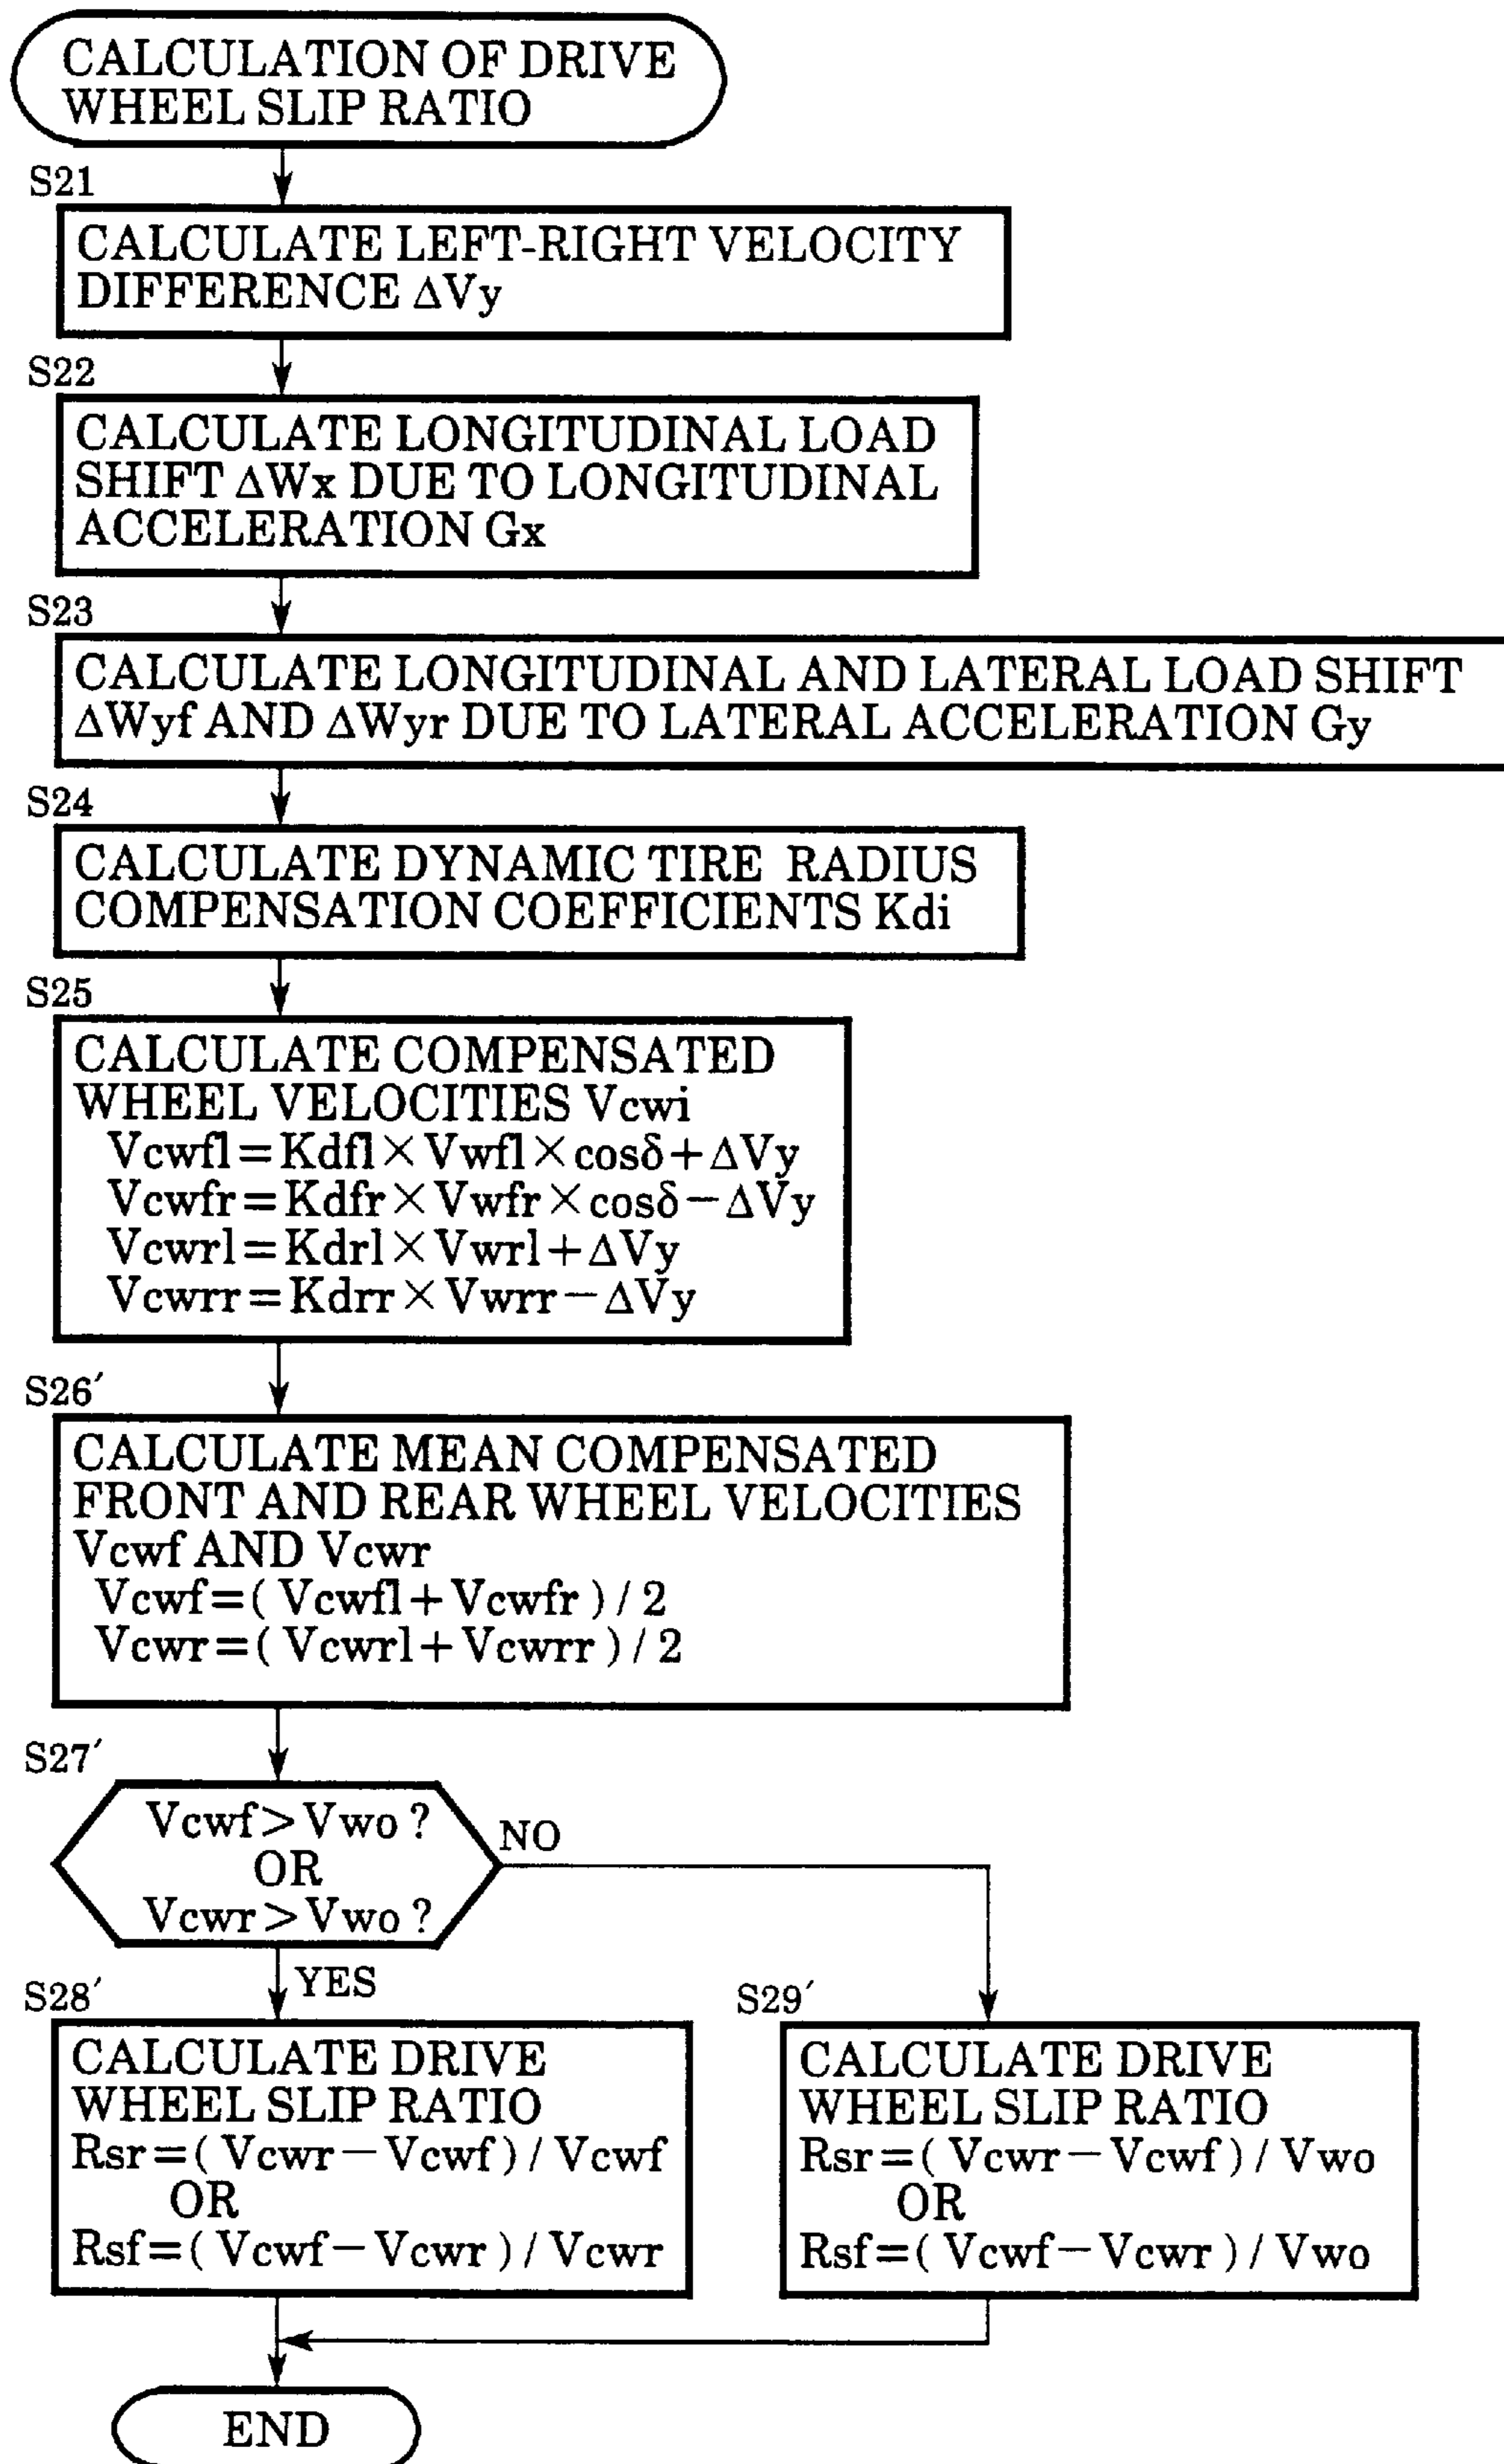 CALCULATION OF DRIVE
WHEEL SLIP RATIO
S21
CALCULATE LEFT-RIGHT VELOCITY
DIFFERENCE ΔVy
S22
CALCULATE LONGITUDINAL LOAD
SHIFT ΔWx DUE TO LONGITUDINAL
ACCELERATION Gx
S23
CALCULATE LONGITUDINAL AND LATERAL LOAD SHIFT
ΔWyf AND ΔWyr DUE TO LATERAL ACCELERATION Gy
S24
CALCULATE DYNAMIC TIRE RADIUS
COMPENSATION COEFFICIENTS Kdi
S25
CALCULATE COMPENSATED
WHEEL VELOCITIES Vcwi
Vcwfl=Kdfl×Vwfl×cosδ+ΔVy
Vcwfr=Kdfr×Vwfr×cosδ−ΔVy
Vcwrl=Kdrl×Vwrl+ΔVy
Vcwrr=Kdrr×Vwrr−ΔVy
S26′
CALCULATE MEAN COMPENSATED
FRONT AND REAR WHEEL VELOCITIES
Vcwf AND Vcwr
Vcwf=(Vcwfl+Vcwfr)/2
Vcwr=(Vcwrl+Vcwrr)/2
S27′
Vcwf>Vwo?
OR
Vcwr>Vwo?
NO
YES
S28′
CALCULATE DRIVE
WHEEL SLIP RATIO
Rsr=(Vcwr−Vcwf)/Vcwf
OR
Rsf=(Vcwf−Vcwr)/Vcwr
S29′
CALCULATE DRIVE
WHEEL SLIP RATIO
Rsr=(Vcwr−Vcwf)/Vwo
OR
Rsf=(Vcwf−Vcwr)/Vwo
END